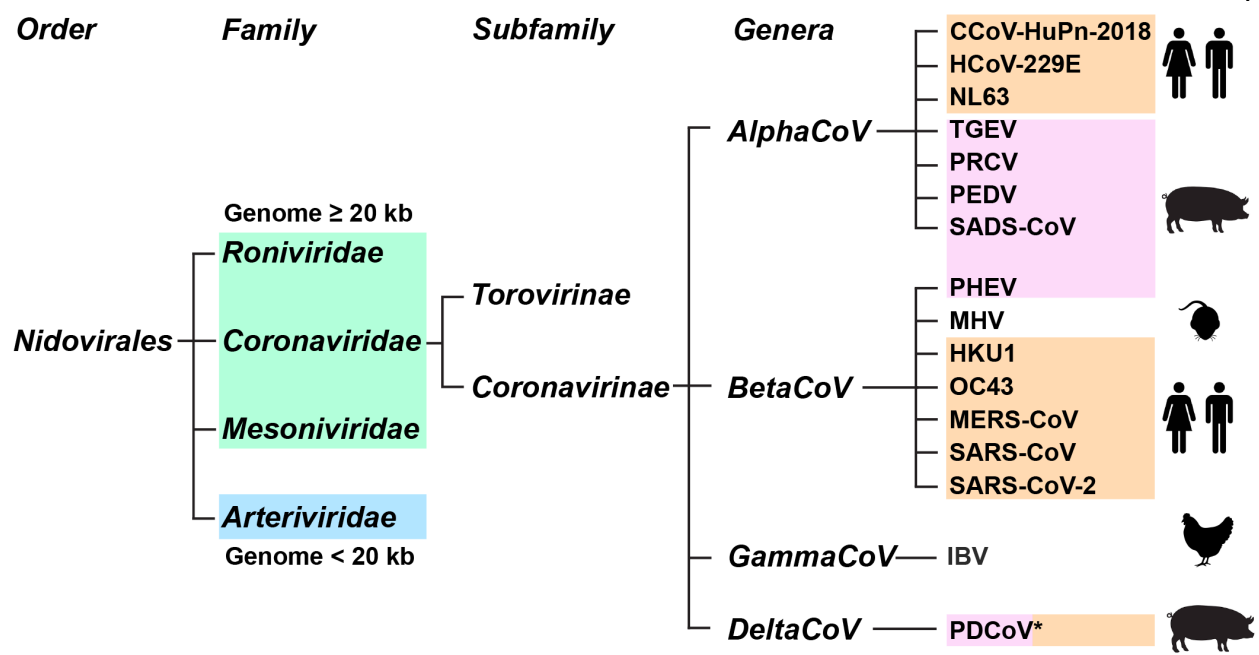 Order Family Subfamily Genera
CCoV-HuPn-2018
HCoV-229E
NL63
AlphaCoV TGEV
PRCV
PEDV
SADS-CoV
Genome ≥ 20 kb
Roniviridae
PHEV
Torovirinae
MHV
Nidovirales Coronaviridae
HKU1
Coronavirinae BetaCoV OC43
MERS-CoV
Mesoniviridae
SARS-CoV
SARS-CoV-2
Arteriviridae
Genome < 20 kb
GammaCoV IBV
DeltaCoV PDCoV*